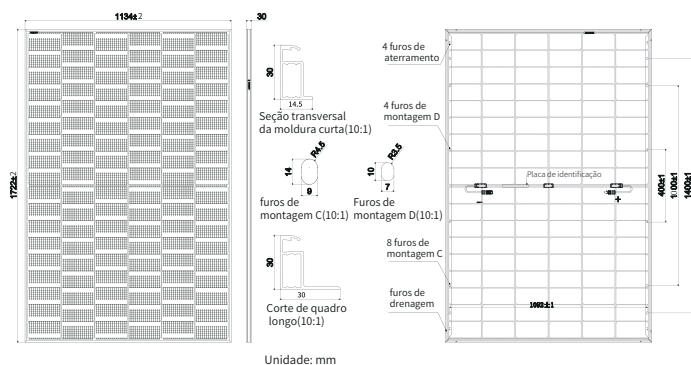 1134±2
30
1722±2
30
14.5
Seção transversal
da moldura curta(10:1)
14
R4.5
9
furos de
montagem C(10:1)
10
R3.5
7
Furos de
montagem D(10:1)
30
30
Corte de quadro
longo(10:1)
Unidade: mm
4 furos de
aterramento
4 furos de
montagem D
Placa de identificação
8 furos de
montagem C
furos de
drenagem
400±1
1400±1